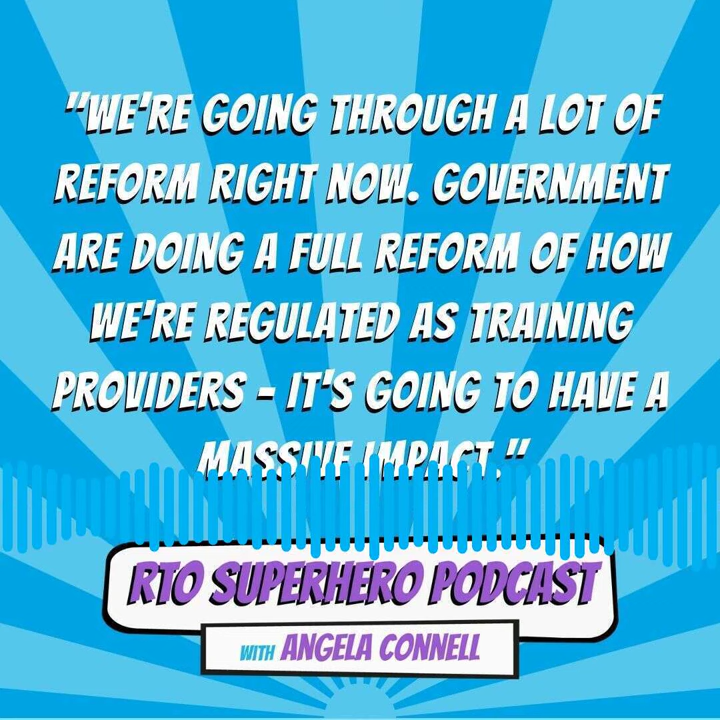 "WE'RE GOING THROUGH A LOT OF
REFORM RIGHT NOW. GOVERNMENT
ARE DOING A FULL REFORM OF HOW
WE'RE REGULATED AS TRAINING
PROVIDERS - IT'S GOING TO HAVE A
MASSIVE IMPACT."
RTO SUPERHERO PODCAST
WITH ANGELA CONNELL